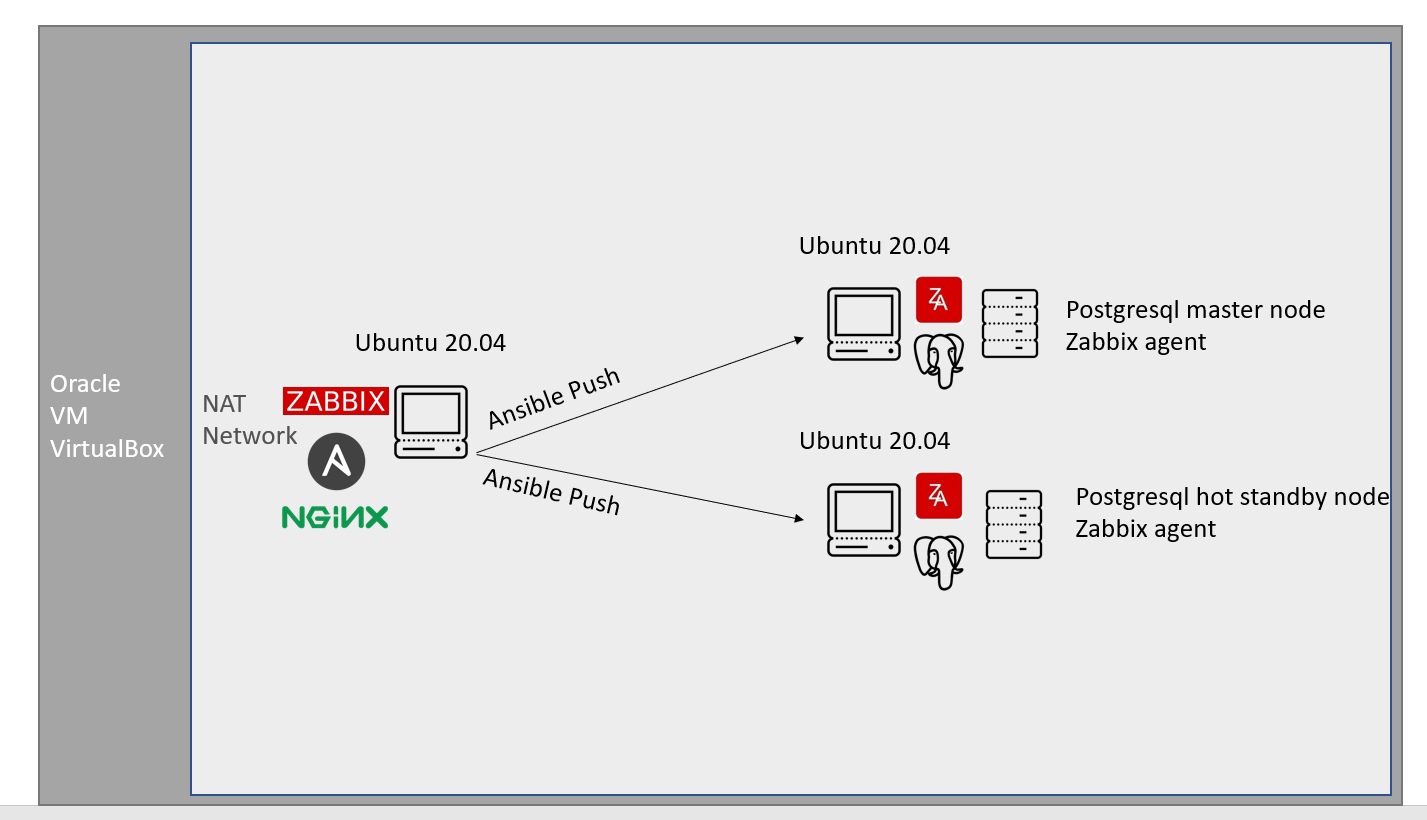 Oracle
VM
VirtualBox
NAT
Network
Ubuntu 20.04
ZABBIX
NGiNX
Ansible Push
Ansible Push
Ubuntu 20.04
ZA
Postgresql master node
Zabbix agent
Ubuntu 20.04
ZA
Postgresql hot standby node
Zabbix agent